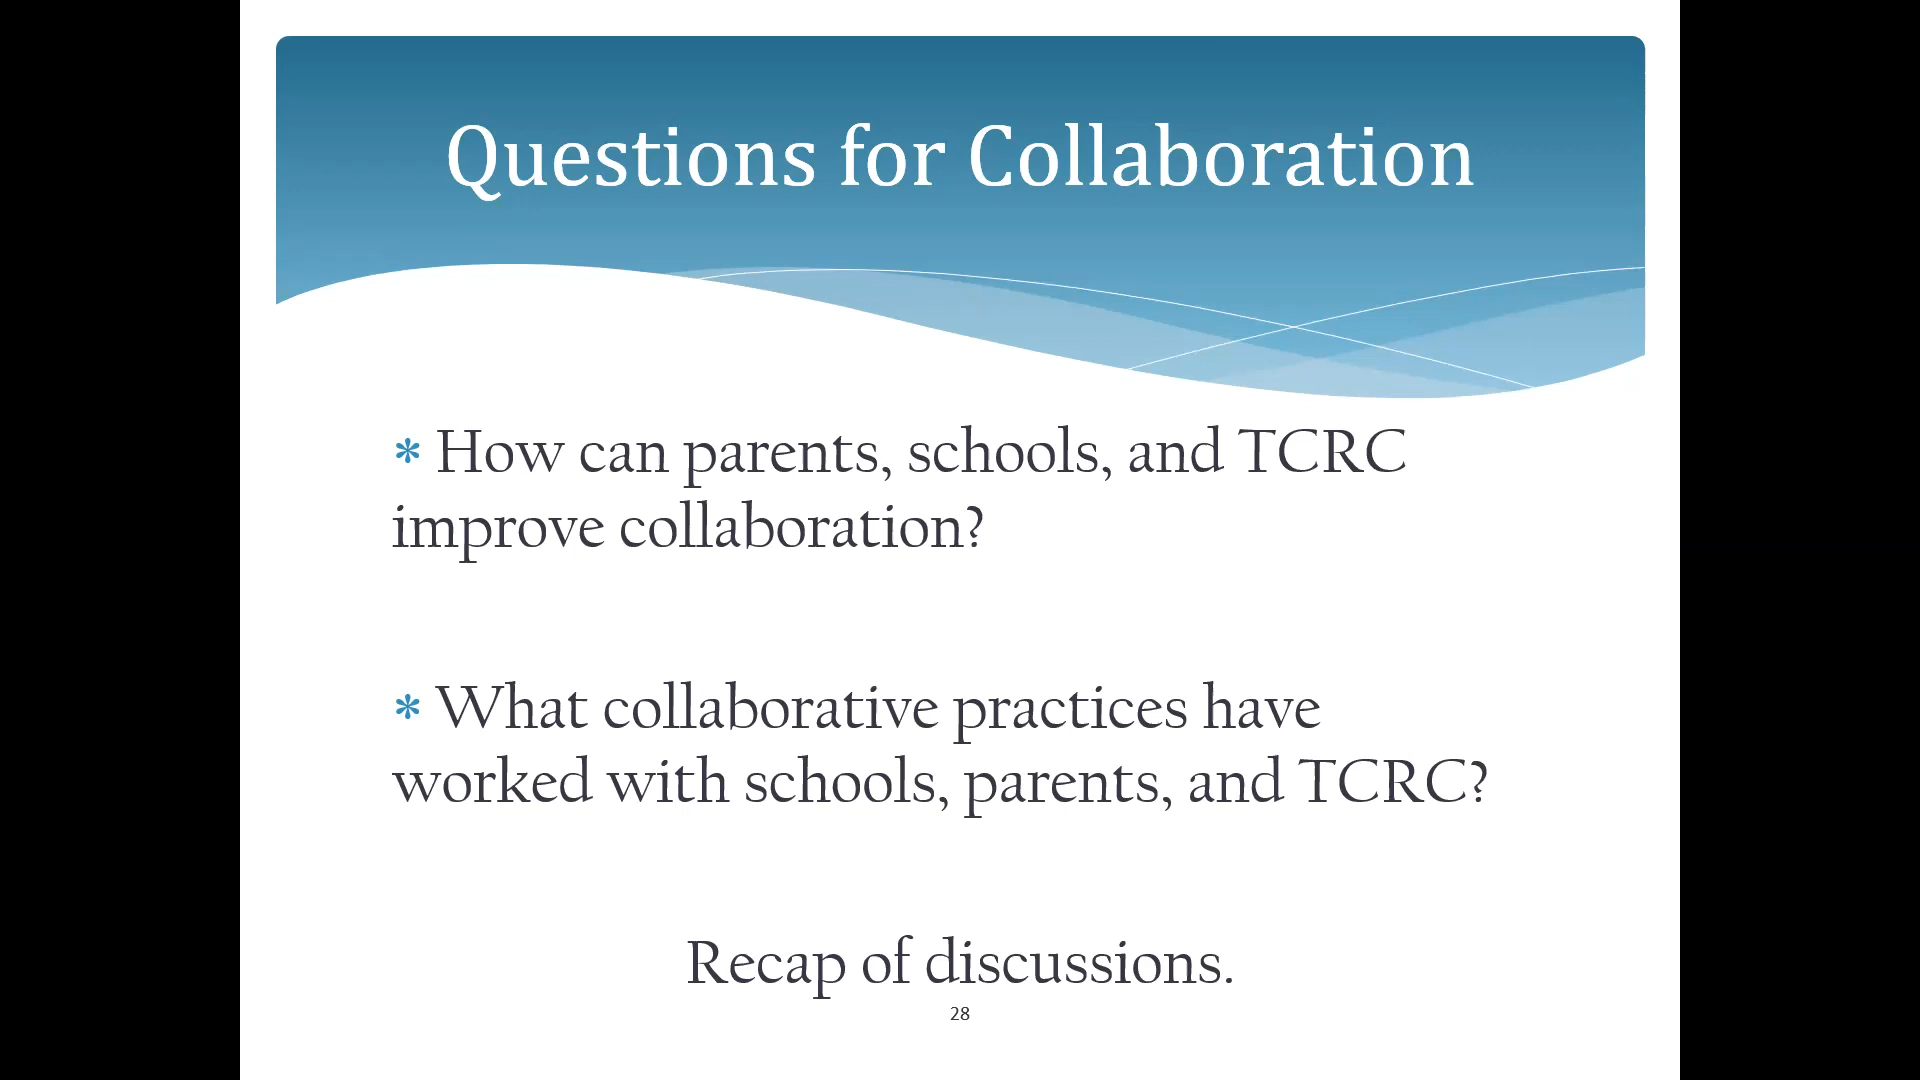 Questions for Collaboration
* How can parents, schools, and TCRC
improve collaboration?
* What collaborative practices have
worked with schools, parents, and TCRC?
Recap of discussions.
28